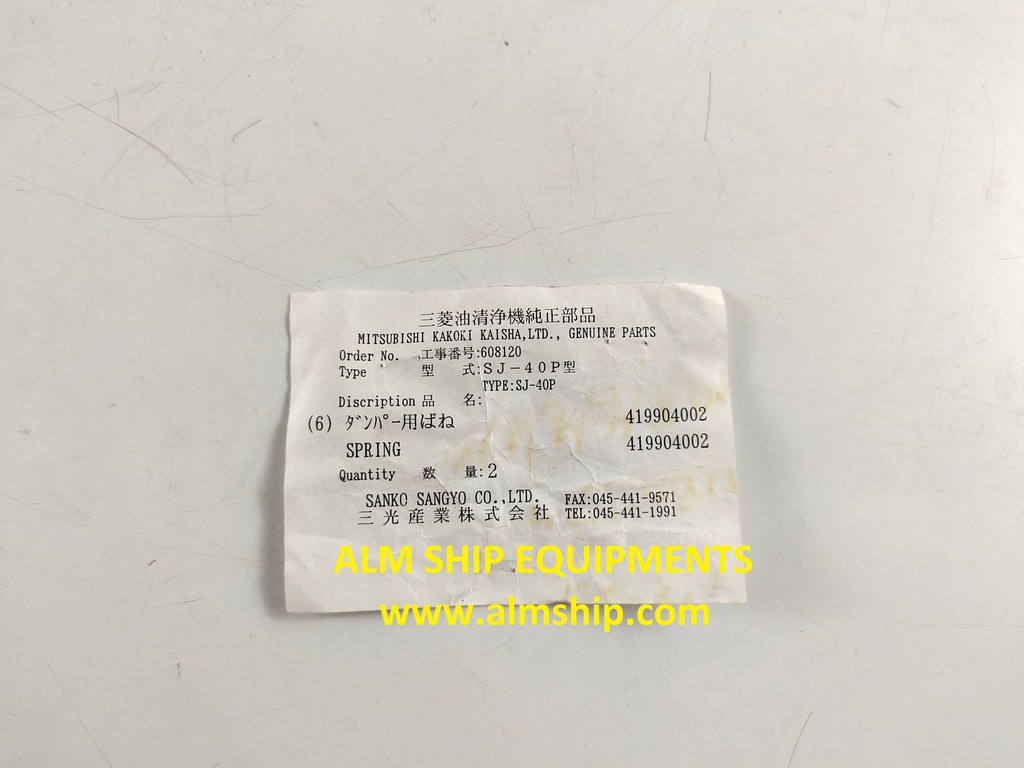 三菱油清浄機純正部品
MITSUBISHI KAKOKI KAISHA,LTD., GENUINE PARTS
Order No. 工事番号:608120
Type 型 式:ＳＪ－４０Ｐ型
TYPE:SJ-40P
Discription 品 名:
(6) ﾀﾞﾝﾊﾟｰ用ばね 419904002
SPRING 419904002
Quantity 数 量:2
SANKO SANGYO CO.,LTD. FAX:045-441-9571
三光産業株式会社 TEL:045-441-1991
ALM SHIP EQUIPMENTS
www.almship.com